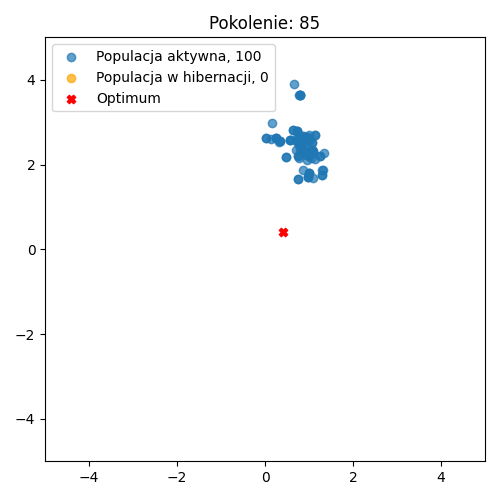 Pokolenie: 85
Populacja aktywna, 100
Populacja w hibernacji, 0
Optimum
4
2
0
−2
−4
−4 −2 0 2 4